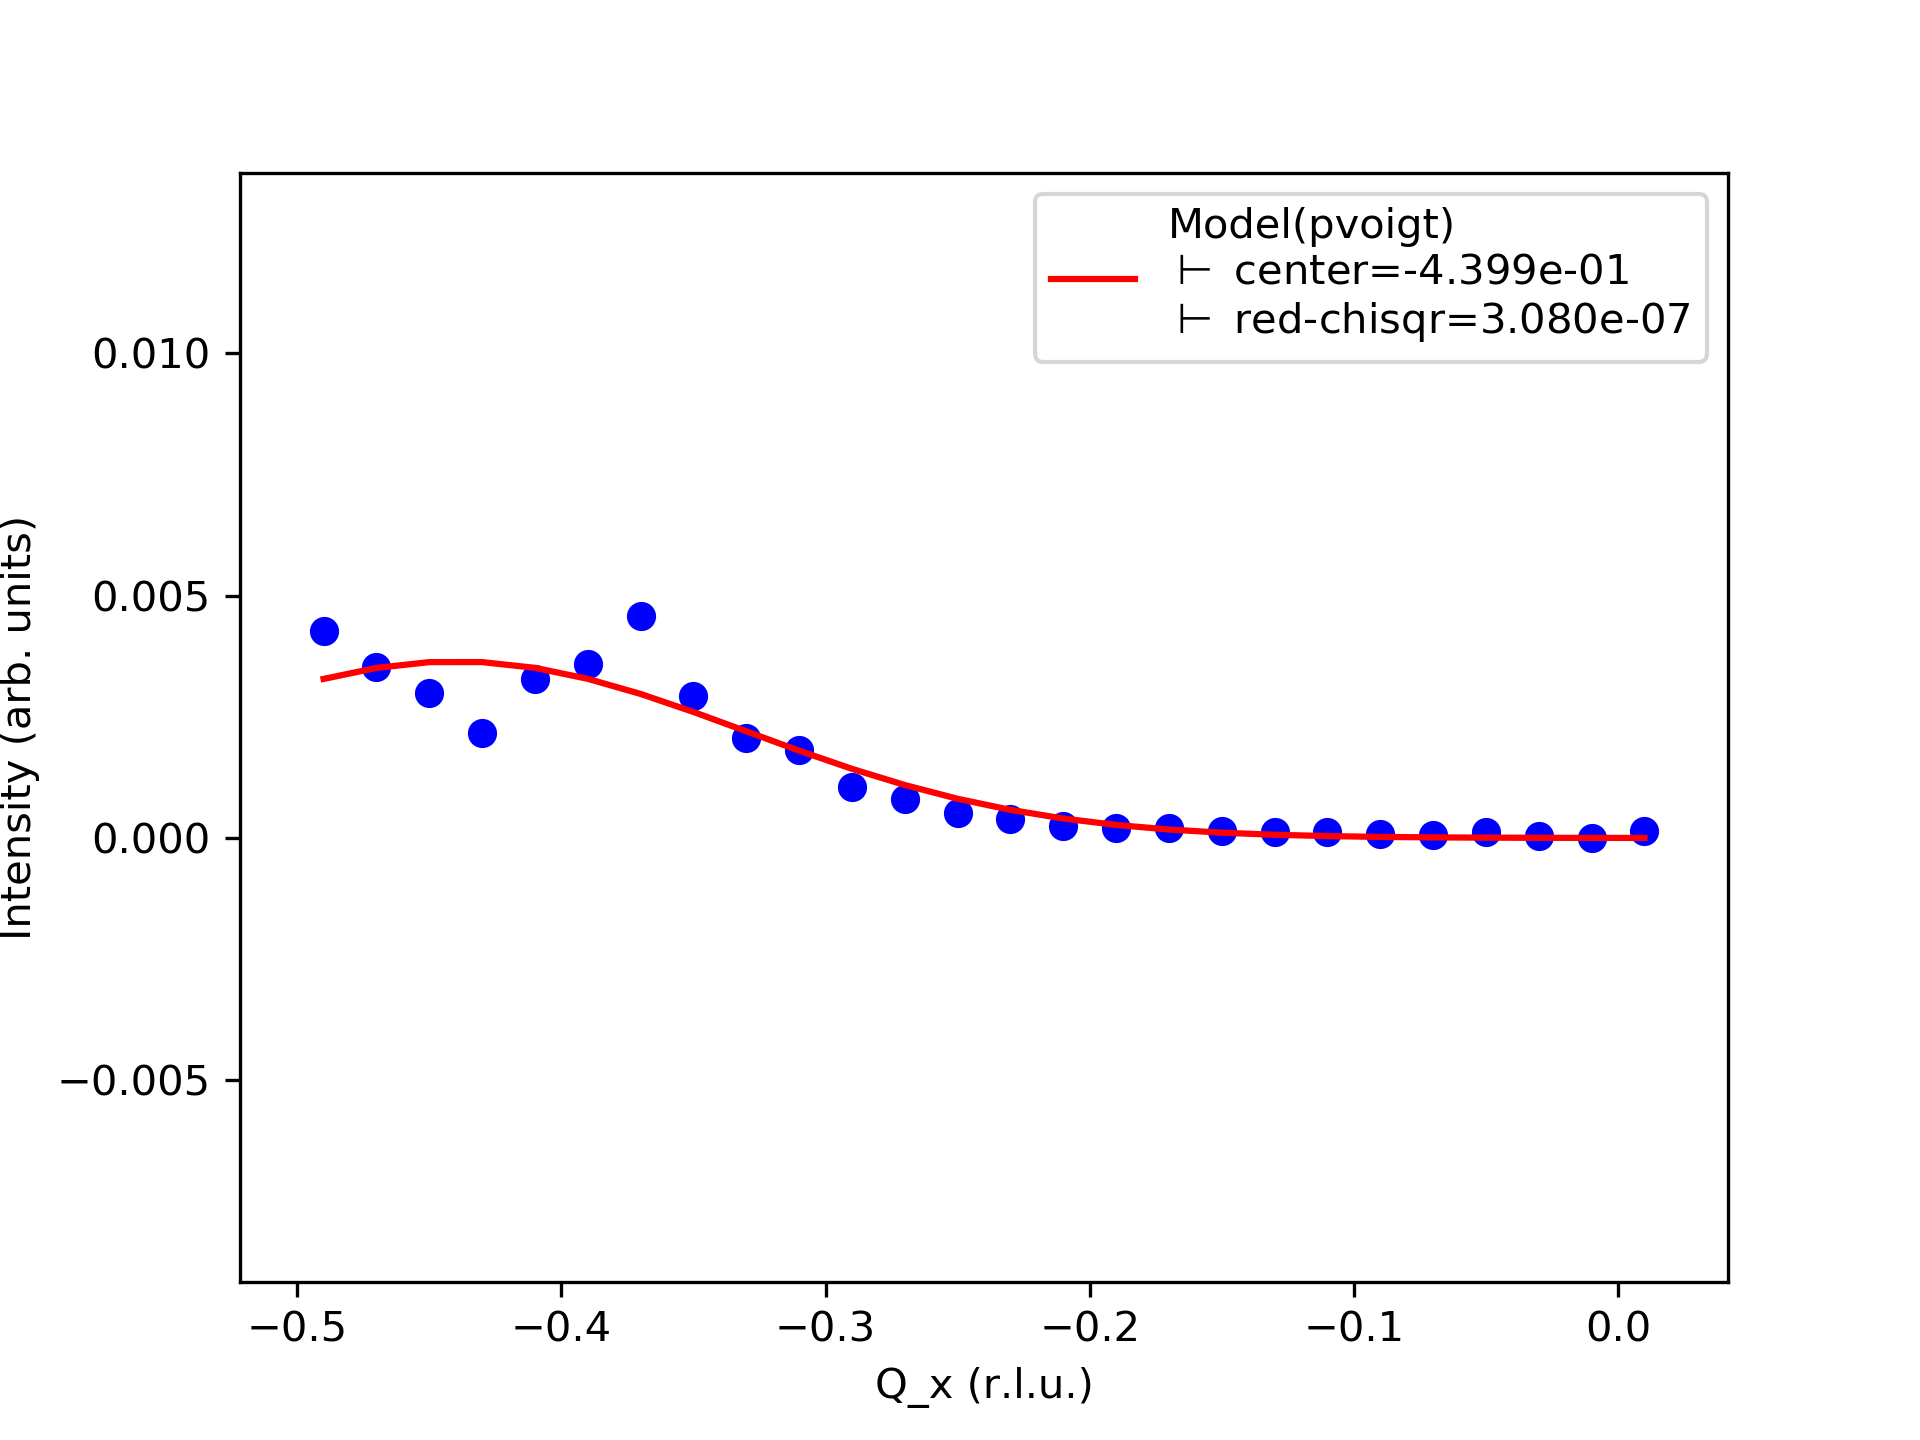 Model(pvoigt)
⊢ center=-4.399e-01
⊢ red-chisqr=3.080e-07
0.010
0.005
0.000
−0.005
Intensity (arb. units)
−0.5 −0.4 −0.3 −0.2 −0.1 0.0
Q_x (r.l.u.)